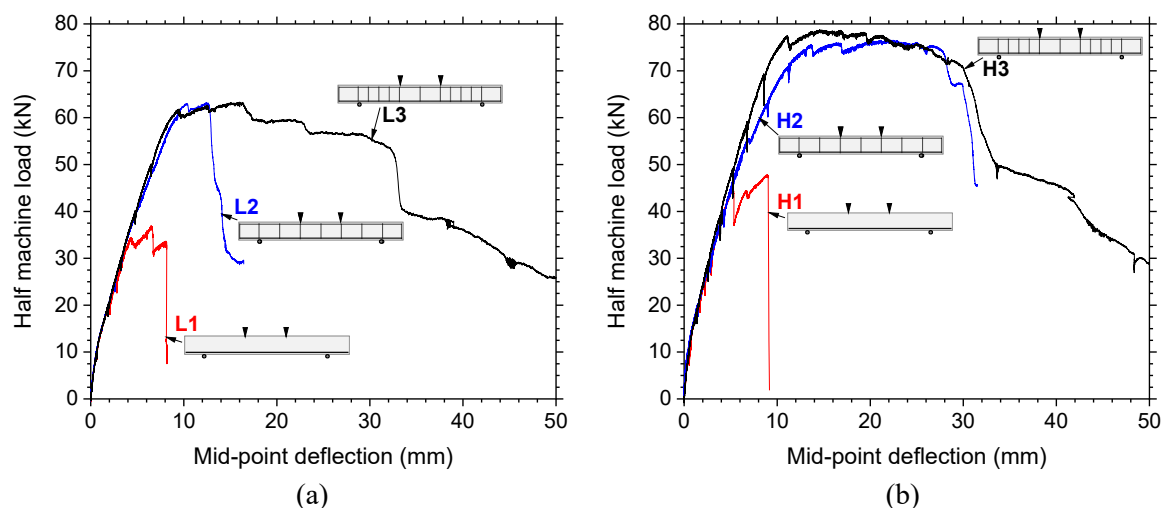 80
70
60
50
40
30
20
10
0
Half machine load (kN)
L3
L2
L1
0 10 20 30 40 50
Mid-point deflection (mm)
(a)
80
70
60
50
40
30
20
10
0
Half machine load (kN)
H3
H2
H1
0 10 20 30 40 50
Mid-point deflection (mm)
(b)